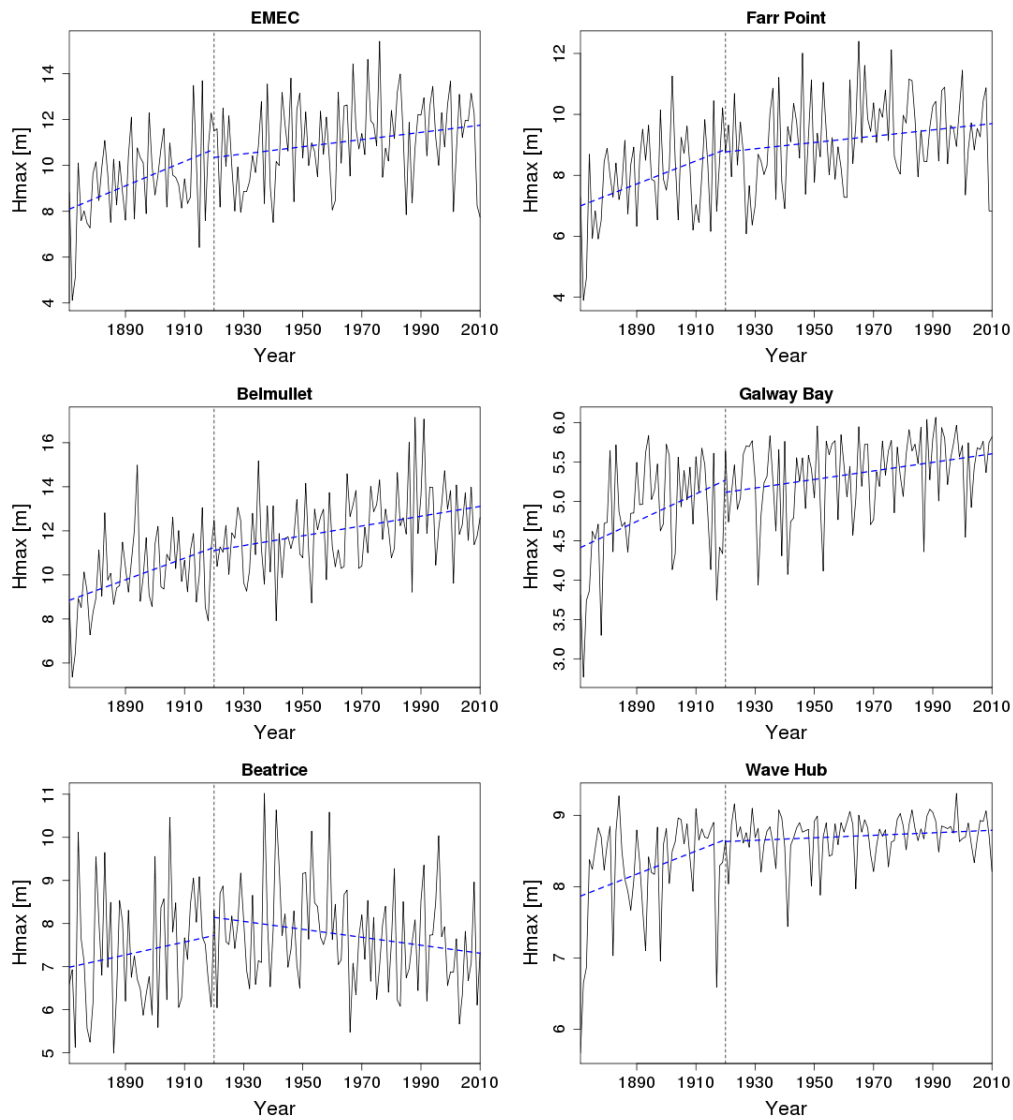 EMEC
Hmax [m]
4 6 8 10 12 14
1890 1910 1930 1950 1970 1990 2010
Year
Farr Point
Hmax [m]
4 6 8 10 12
1890 1910 1930 1950 1970 1990 2010
Year
Belmullet
Hmax [m]
6 8 10 12 14 16
1890 1910 1930 1950 1970 1990 2010
Year
Galway Bay
Hmax [m]
3.0 3.5 4.0 4.5 5.0 5.5 6.0
1890 1910 1930 1950 1970 1990 2010
Year
Beatrice
Hmax [m]
5 6 7 8 9 10 11
1890 1910 1930 1950 1970 1990 2010
Year
Wave Hub
Hmax [m]
6 7 8 9
1890 1910 1930 1950 1970 1990 2010
Year